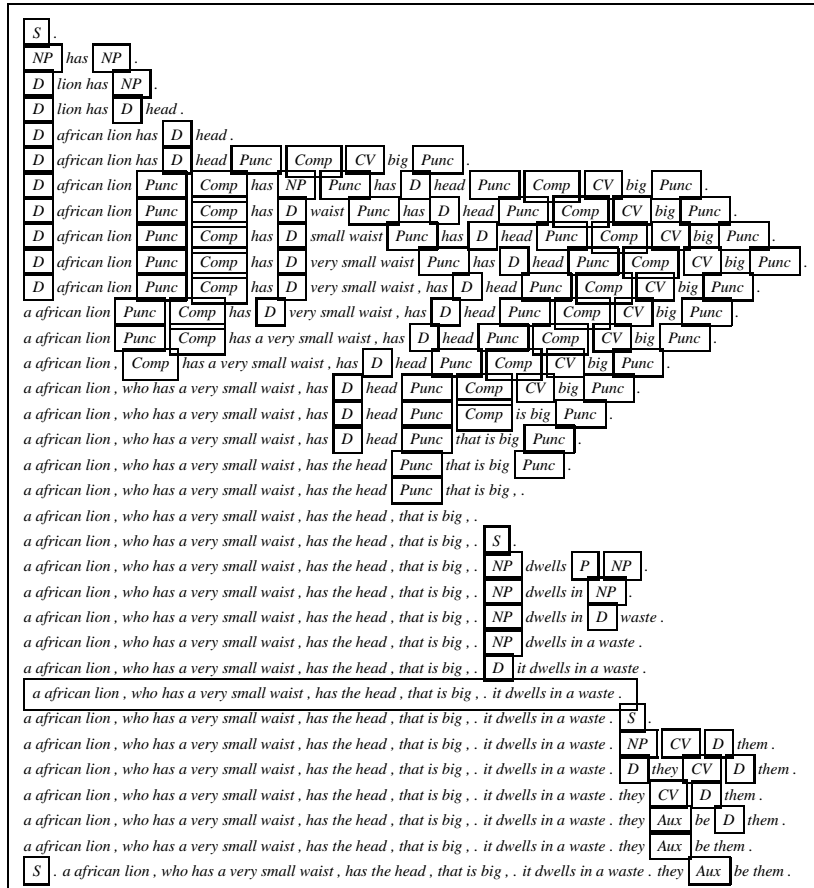 S .
NP has NP .
D lion has NP .
D lion has D head .
D african lion has D head .
D african lion has D head Punc Comp CV big Punc .
D african lion Punc Comp has NP Punc has D head Punc Comp CV big Punc .
D african lion Punc Comp has D waist Punc has D head Punc Comp CV big Punc .
D african lion Punc Comp has D small waist Punc has D head Punc Comp CV big Punc .
D african lion Punc Comp has D very small waist Punc has D head Punc Comp CV big Punc .
D african lion Punc Comp has D very small waist , has D head Punc Comp CV big Punc .
a african lion Punc Comp has D very small waist , has D head Punc Comp CV big Punc .
a african lion Punc Comp has a very small waist , has D head Punc Comp CV big Punc .
a african lion , Comp has a very small waist , has D head Punc Comp CV big Punc .
a african lion , who has a very small waist , has D head Punc Comp CV big Punc .
a african lion , who has a very small waist , has D head Punc Comp is big Punc .
a african lion , who has a very small waist , has D head Punc that is big Punc .
a african lion , who has a very small waist , has the head Punc that is big Punc .
a african lion , who has a very small waist , has the head Punc that is big , .
a african lion , who has a very small waist , has the head , that is big , .
a african lion , who has a very small waist , has the head , that is big , . S .
a african lion , who has a very small waist , has the head , that is big , . NP dwells P NP .
a african lion , who has a very small waist , has the head , that is big , . NP dwells in NP .
a african lion , who has a very small waist , has the head , that is big , . NP dwells in D waste .
a african lion , who has a very small waist , has the head , that is big , . NP dwells in a waste .
a african lion , who has a very small waist , has the head , that is big , . D it dwells in a waste .
a african lion , who has a very small waist , has the head , that is big , . it dwells in a waste .
a african lion , who has a very small waist , has the head , that is big , . it dwells in a waste . S .
a african lion , who has a very small waist , has the head , that is big , . it dwells in a waste . NP CV D them .
a african lion , who has a very small waist , has the head , that is big , . it dwells in a waste . D they CV D them .
a african lion , who has a very small waist , has the head , that is big , . it dwells in a waste . they CV D them .
a african lion , who has a very small waist , has the head , that is big , . it dwells in a waste . they Aux be D them .
a african lion , who has a very small waist , has the head , that is big , . it dwells in a waste . they Aux be them .
S . a african lion , who has a very small waist , has the head , that is big , . it dwells in a waste . they Aux be them .